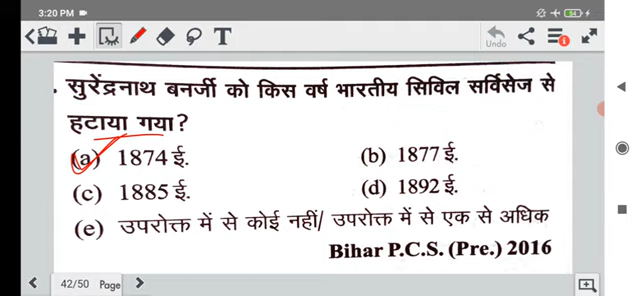 3:20 PM
54
Undo
T
सुरेंद्रनाथ बनर्जी को किस वर्ष भारतीय सिविल सर्विसेज से
हटाया गया?
(a) 1874 ई. (b) 1877 ई.
(c) 1885 ई. (d) 1892 ई.
(e) उपरोक्त में से कोई नहीं/ उपरोक्त में से एक से अधिक
Bihar P.C.S. (Pre.) 2016
42/50 Page